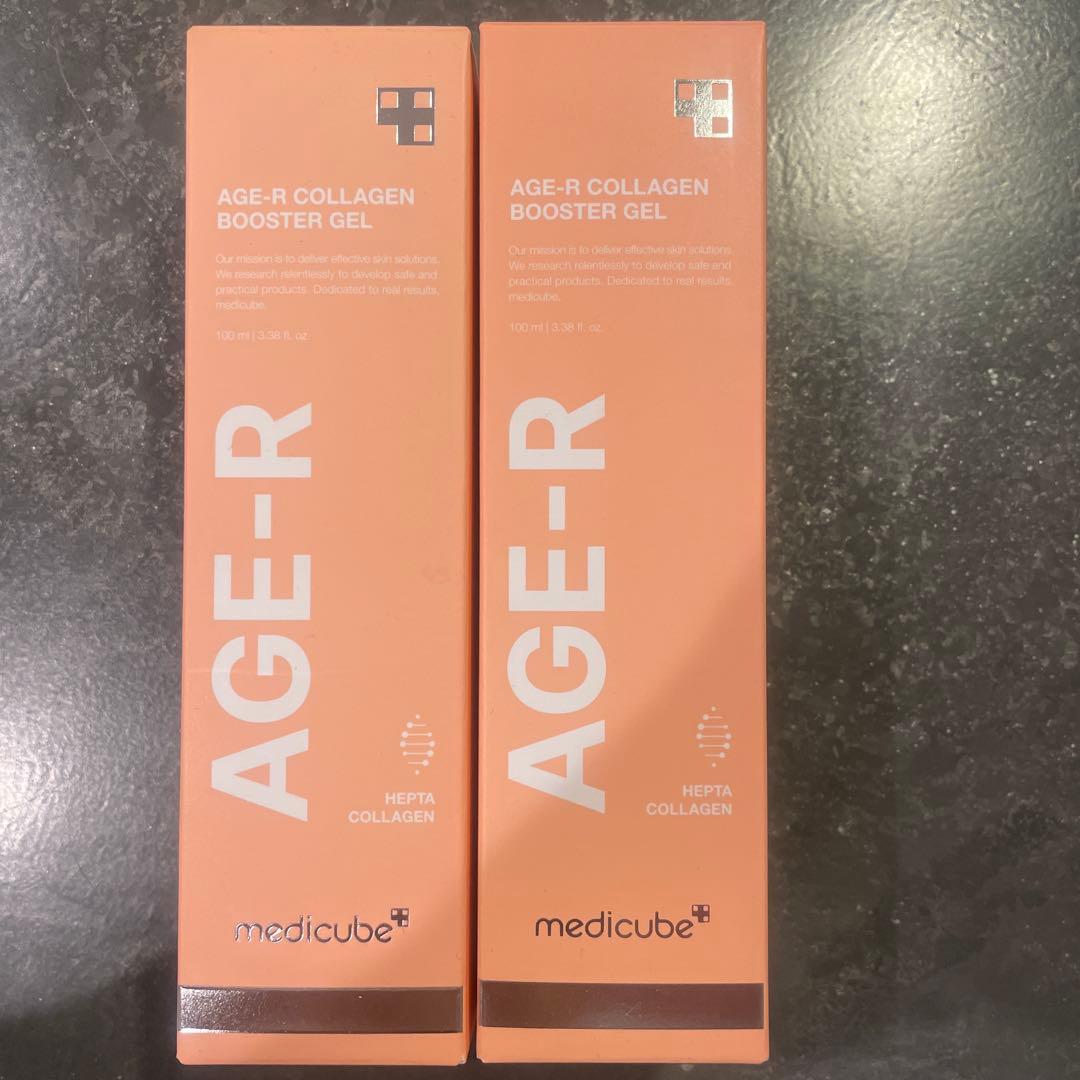 AGE-R COLLAGEN
BOOSTER GEL
Our mission is to deliver effective skin solutions.
We research relentlessly to develop safe and
practical products. Dedicated to real results,
medicube.
100 ml | 3.38 fl. oz
AGE-R
HEPTA
COLLAGEN
medicube
AGE-R COLLAGEN
BOOSTER GEL
Our mission is to deliver effective skin solutions.
We research relentlessly to develop safe and
practical products. Dedicated to real results,
medicube.
100 ml | 3.38 fl. oz.
AGE-R
HEPTA
COLLAGEN
medicube